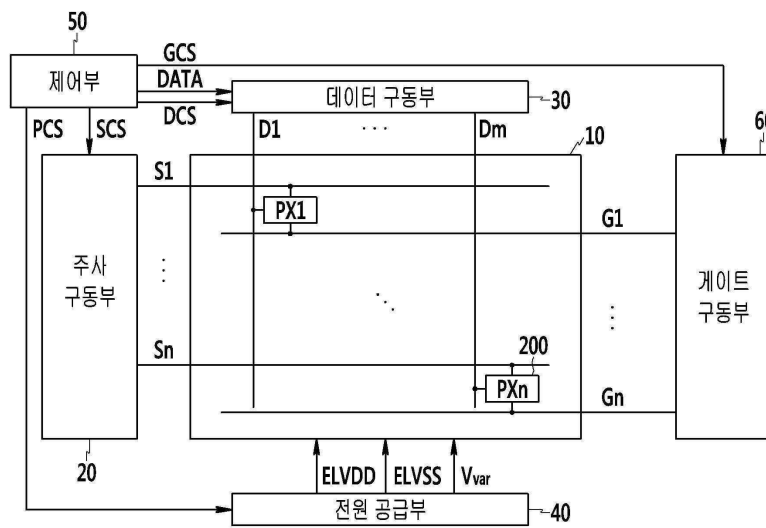 50
GCS
제어부
DATA
DCS
데이터 구동부
30
PCS
SCS
D1
...
Dm
10
60
S1
PX1
G1
주사
구동부
게이트
구동부
Sn
200
PXn
Gn
20
ELVDD
ELVSS
Vvar
전원 공급부
40